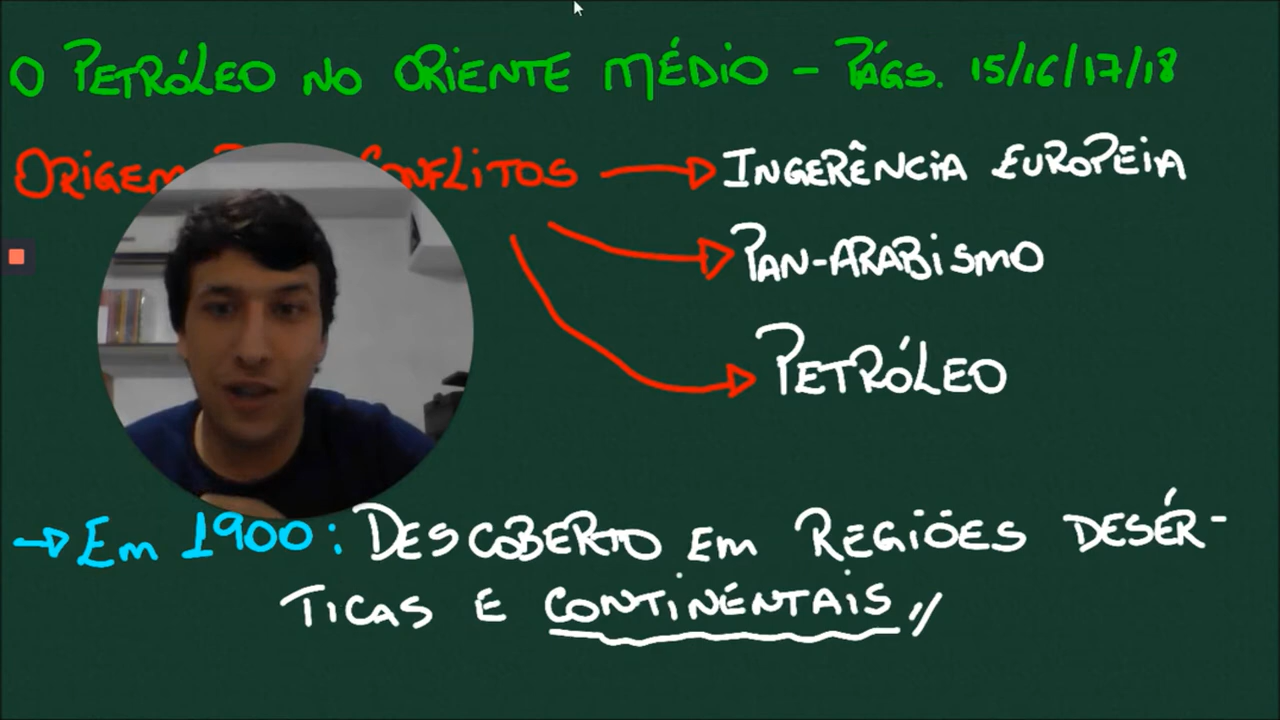 O PETRÓLEO NO ORIENTE MÉDIO - PÁGS. 15/16/17/18
ORIGEM CONFLITOS → INGERÊNCIA EUROPEIA
PAN-ARABISMO
PETRÓLEO
→ Em 1900: DESCOBERTO EM REGIÕES DESÉR-
TICAS E CONTINENTAIS //